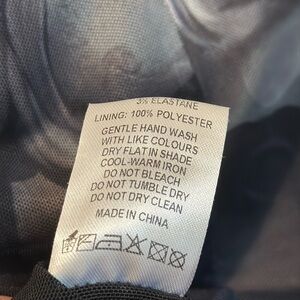 3% ELASTANE
LINING: 100% POLYESTER
GENTLE HAND WASH
WITH LIKE COLOURS
DRY FLAT IN SHADE
COOL-WARM IRON
DO NOT BLEACH
DO NOT TUMBLE DRY
DO NOT DRY CLEAN
MADE IN CHINA